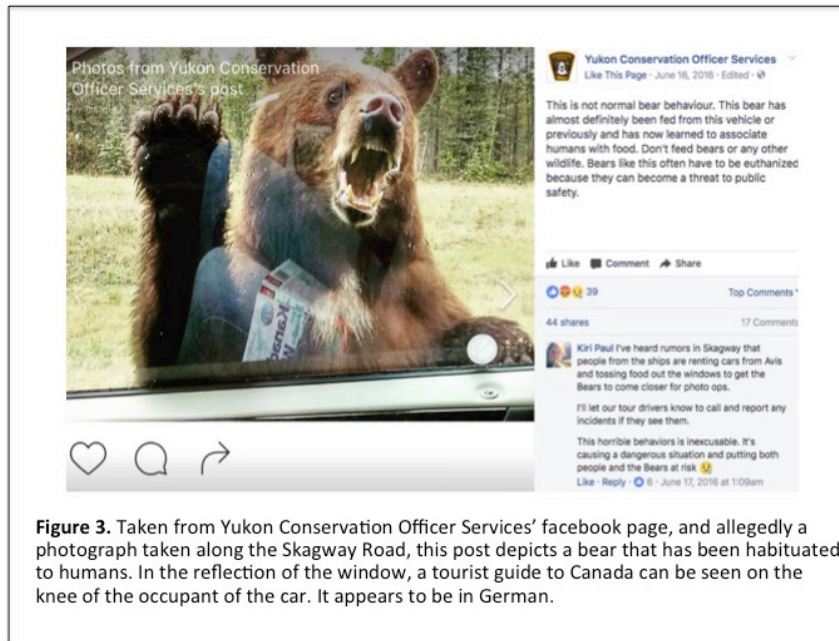 Photos from Yukon Conservation
Officer Services's post
Yukon Conservation Officer Services
Like This Page · June 16, 2016 · Edited ·
This is not normal bear behaviour. This bear has
almost definitely been fed from this vehicle or
previously and has now learned to associate
humans with food. Don't feed bears or any other
wildlife. Bears like this often have to be euthanized
because they can become a threat to public
safety.
Like Comment Share
39 Top Comments
44 shares 17 Comments
Kiri Paul I've heard rumors in Skagway that
people from the ships are renting cars from Avis
and tossing food out the windows to get the
Bears to come closer for photo ops.
I'll let our tour drivers know to call and report any
incidents if they see them.
This horrible behaviors is inexcusable. It's
causing a dangerous situation and putting both
people and the Bears at risk
Like · Reply · 6 · June 17, 2016 at 1:09am
Figure 3. Taken from Yukon Conservation Officer Services' facebook page, and allegedly a
photograph taken along the Skagway Road, this post depicts a bear that has been habituated
to humans. In the reflection of the window, a tourist guide to Canada can be seen on the
knee of the occupant of the car. It appears to be in German.